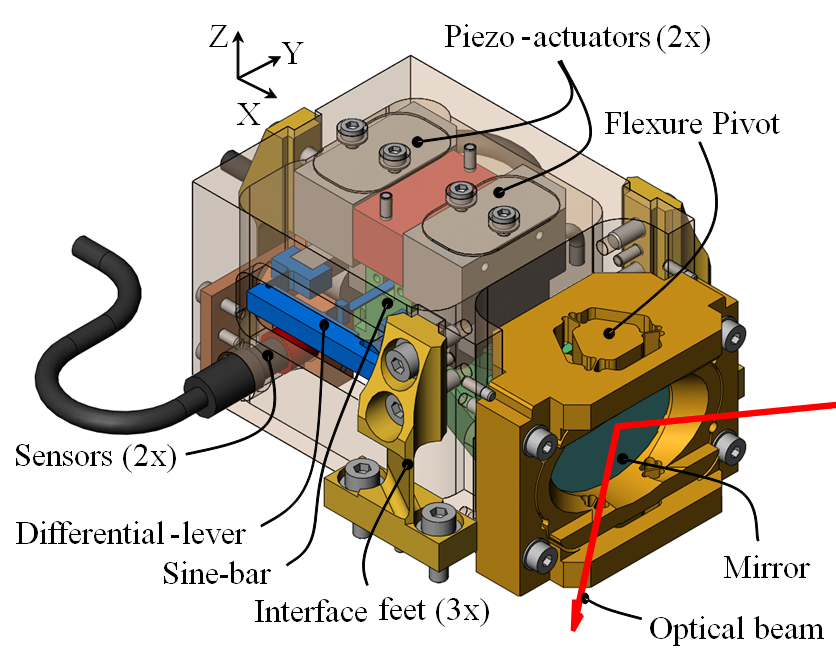 Piezo-actuators (2x)
Z
Y
X
Flexure Pivot
Sensors (2x)
Differential-lever
Sine-bar
Interface feet (3x)
Mirror
Optical beam